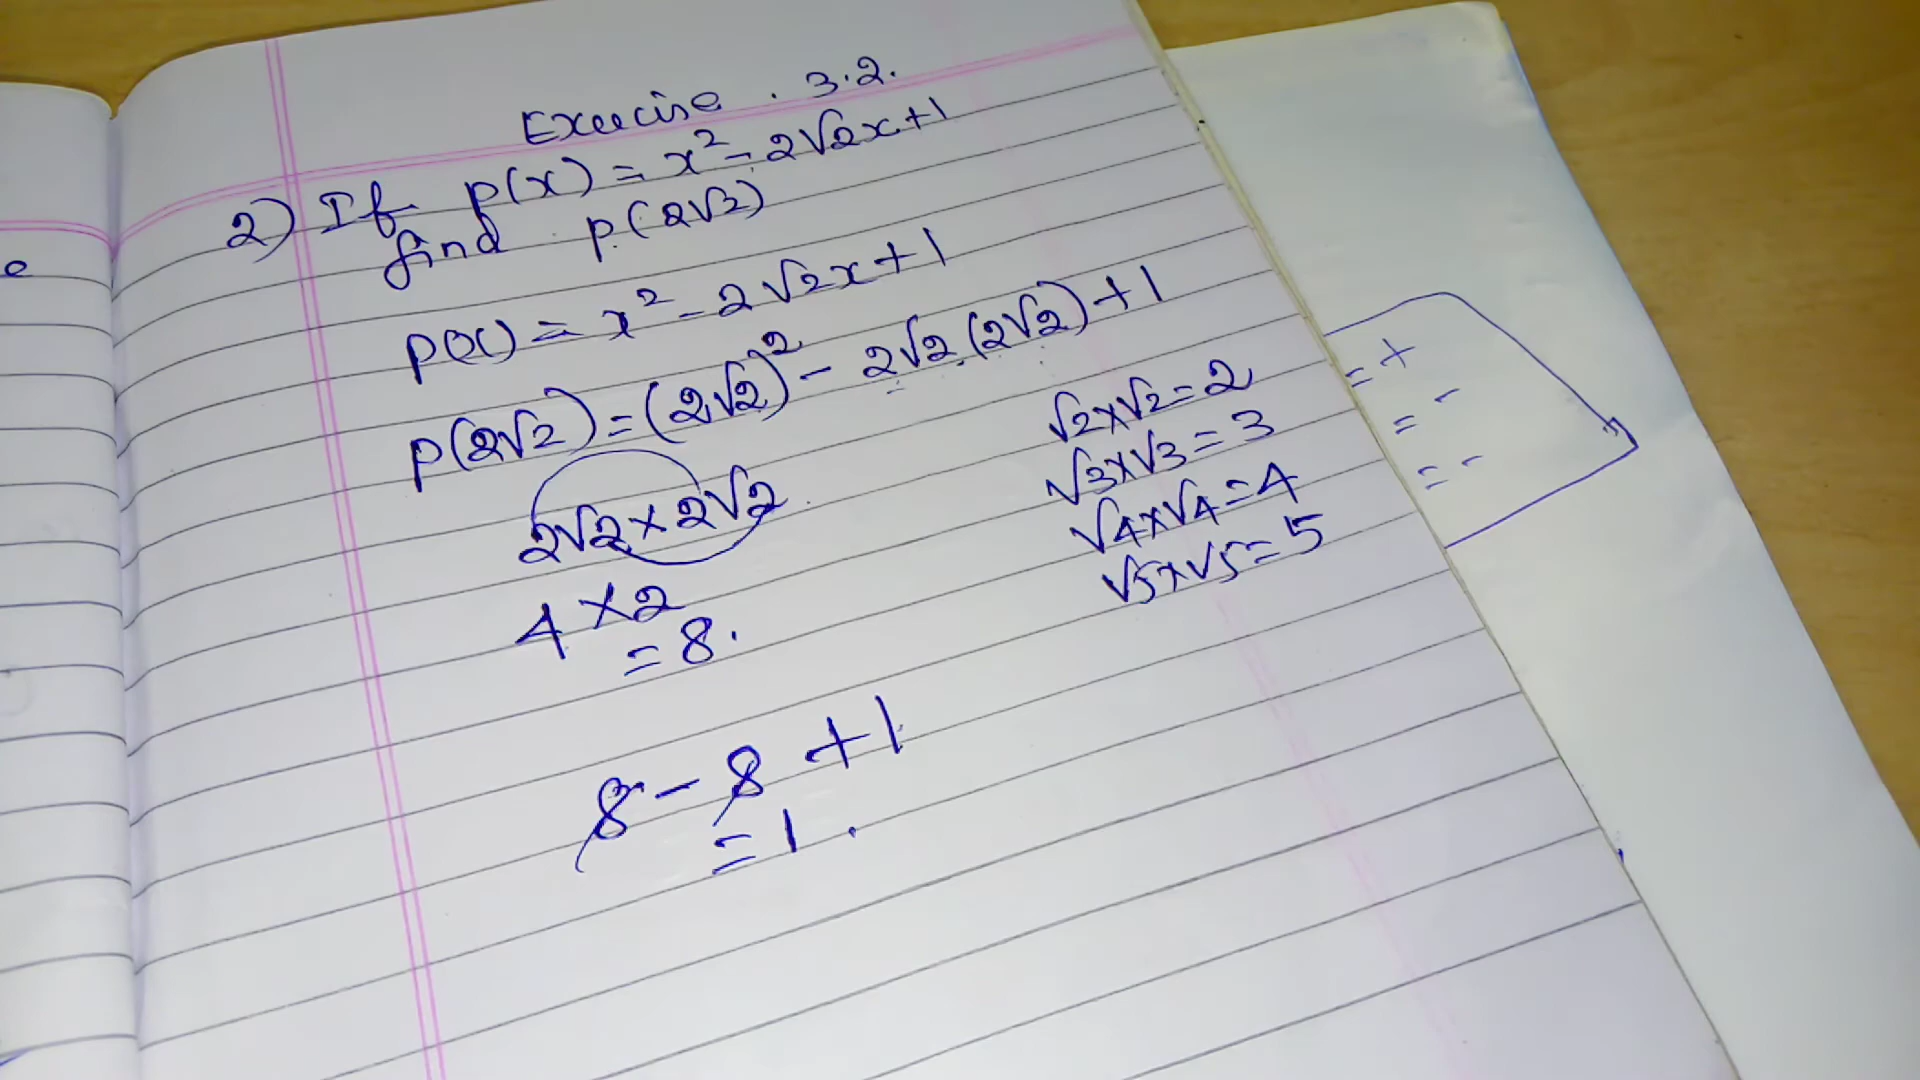 Exercise . 3.2.
2) If p(x) = x² - 2√2x+1
find p(2√2)
p(x) = x² - 2√2x+1
p(2√2) = (2√2)² - 2√2(2√2)+1
2√2×2√2
4×2
=8.
8-8+1
=1.
√2×√2=2
√3×√3=3
√4×√4=4
√5×√5=5
= +
= -
= -
e